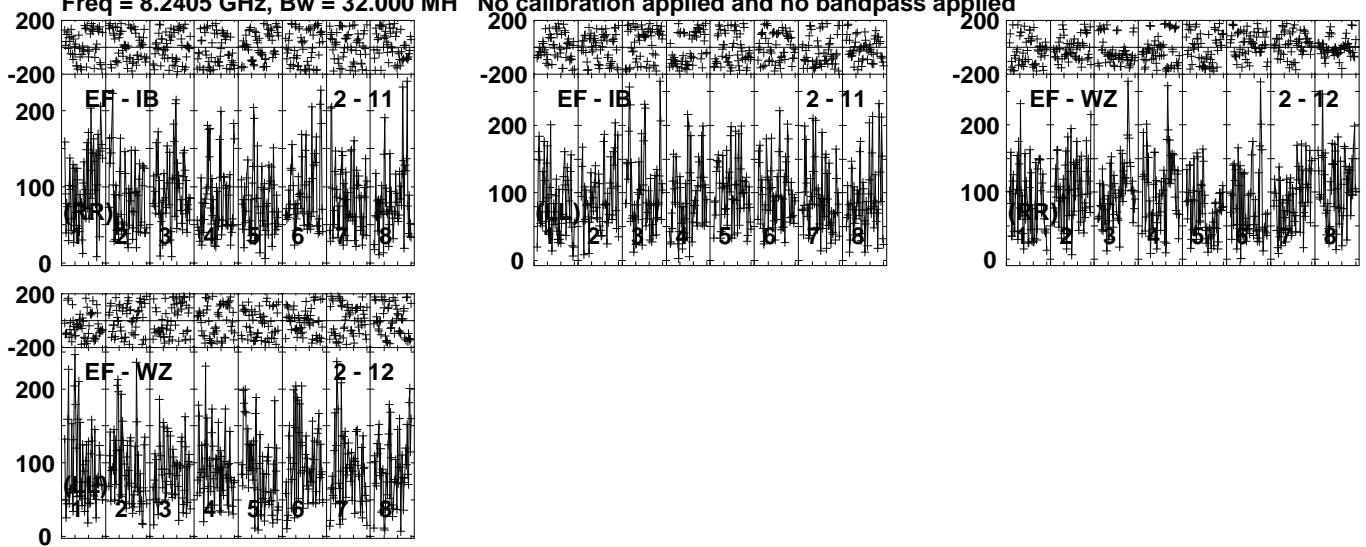 Freq = 8.2405 GHz, Bw = 32.000 MH No calibration applied and no bandpass applied
200
-200
EF - IB 2 - 11
200
100
(RR)
1 2 3 4 5 6 7 8
0
200
-200
EF - IB 2 - 11
200
100
(LL)
1 2 3 4 5 6 7 8
0
200
-200
EF - WZ 2 - 12
200
100
(RR)
1 2 3 4 5 6 7 8
0
200
-200
EF - WZ 2 - 12
200
100
(LL)
1 2 3 4 5 6 7 8
0